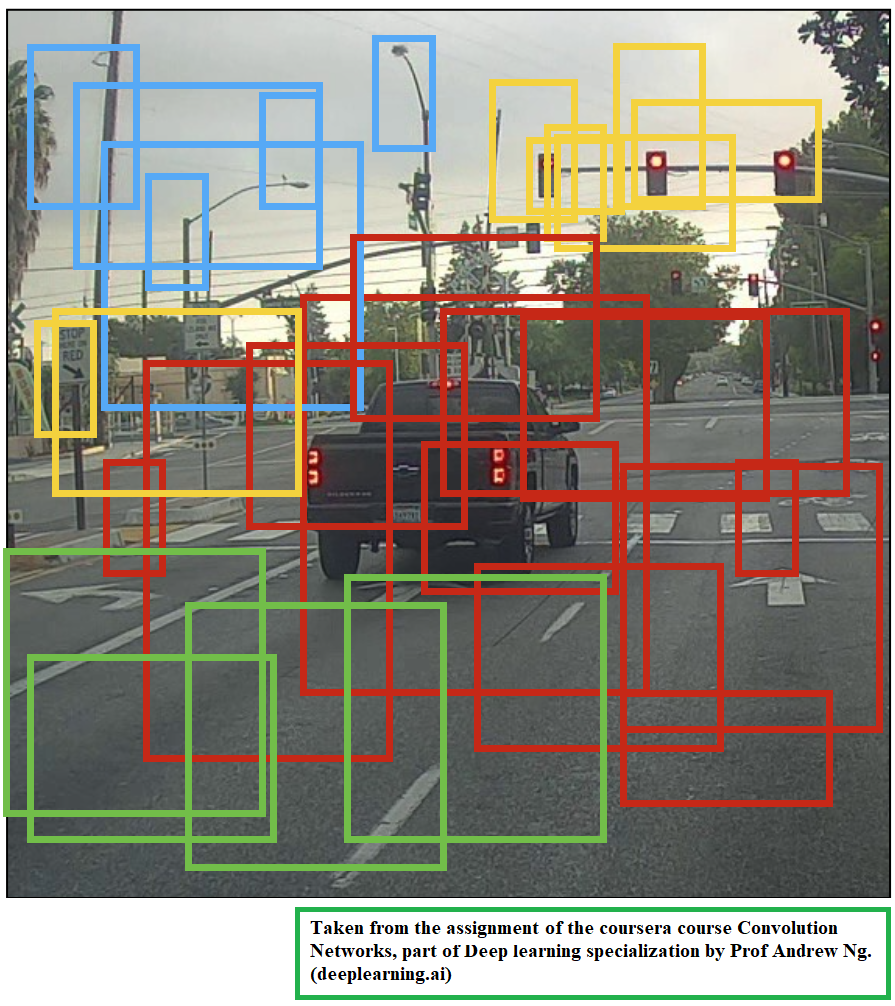 STOP
RED
Taken from the assignment of the coursera course Convolution
Networks, part of Deep learning specialization by Prof Andrew Ng.
(deeplearning.ai)